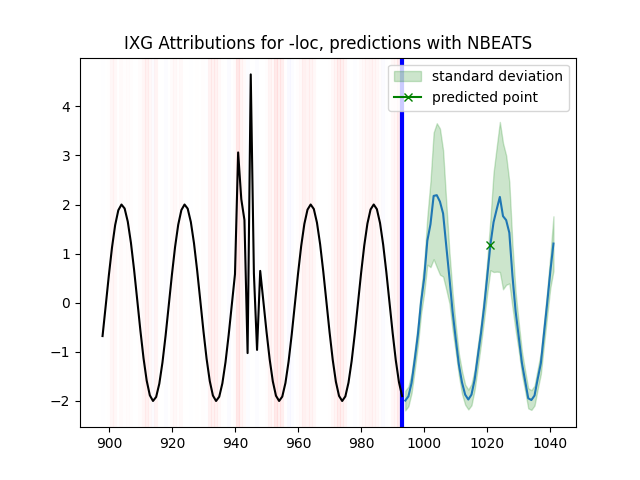 IXG Attributions for -loc, predictions with NBEATS
standard deviation
predicted point
4
3
2
1
0
−1
−2
900 920 940 960 980 1000 1020 1040